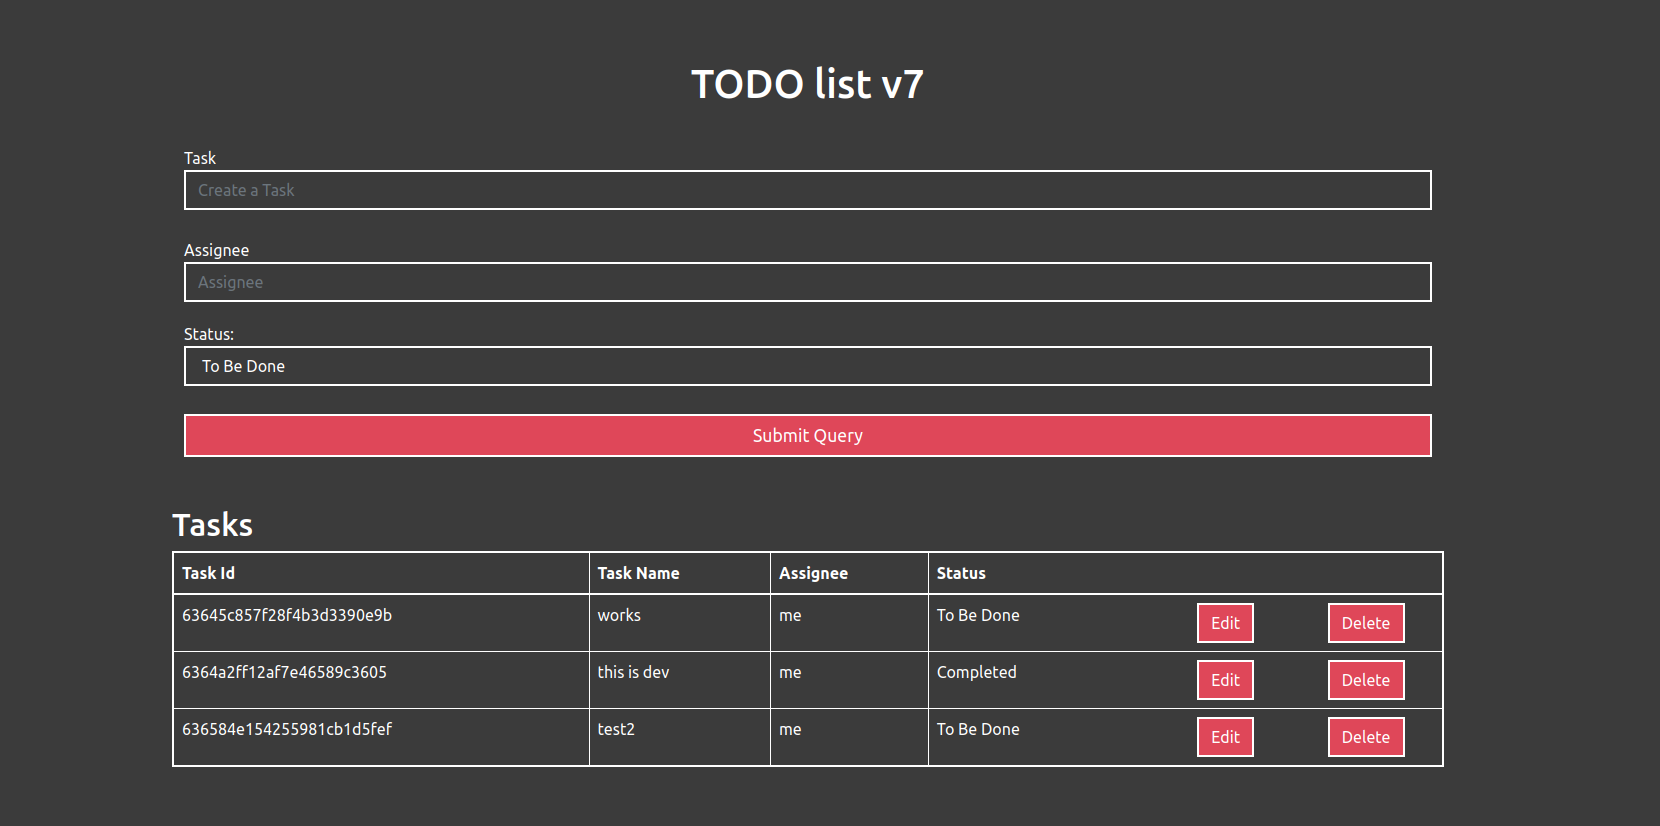 TODO list v7
Task
Create a Task
Assignee
Assignee
Status:
To Be Done
Submit Query
Tasks
Task Id Task Name Assignee Status
63645c857f28f4b3d3390e9b works me To Be Done Edit Delete
6364a2ff12af7e46589c3605 this is dev me Completed Edit Delete
636584e154255981cb1d5fef test2 me To Be Done Edit Delete